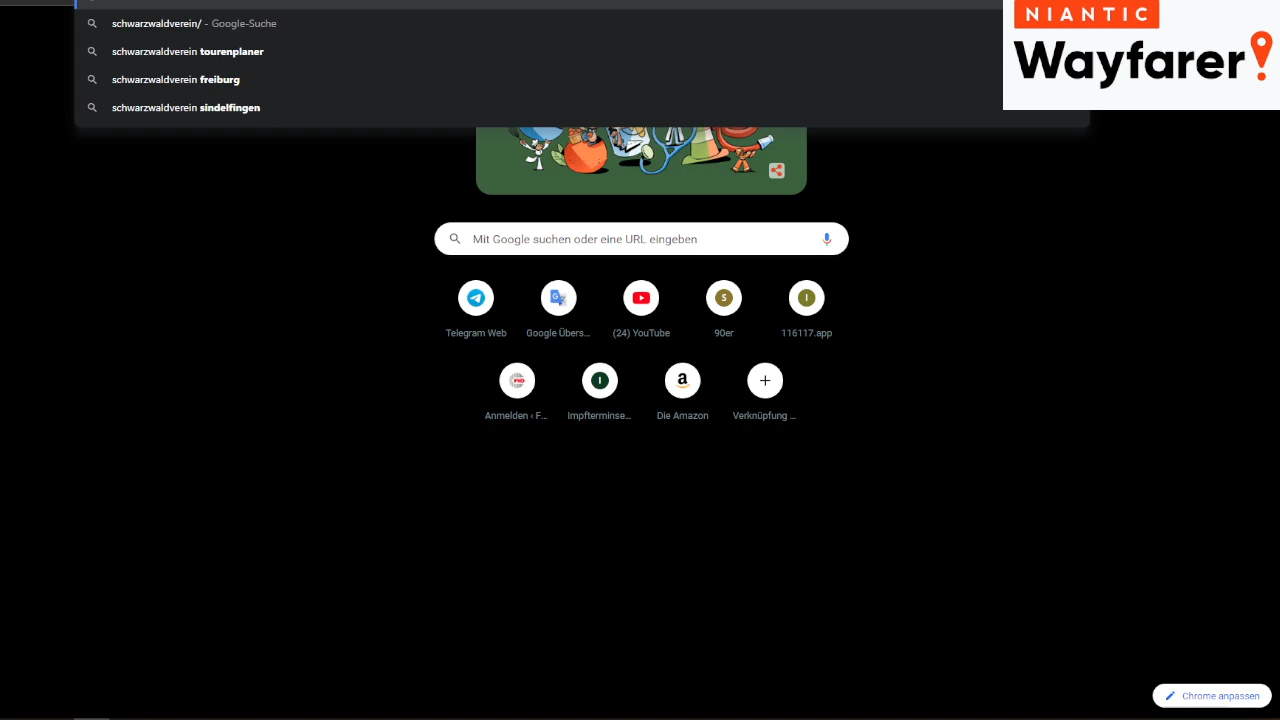 schwarzwaldverein/ - Google-Suche
schwarzwaldverein tourenplaner
schwarzwaldverein freiburg
schwarzwaldverein sindelfingen
NIANTIC
Wayfarer!
Mit Google suchen oder eine URL eingeben
Telegram Web
Google Übers...
(24) YouTube
90er
116117.app
Anmelden ‹ F...
Impfterminse...
Die Amazon
Verknüpfung ...
Chrome anpassen